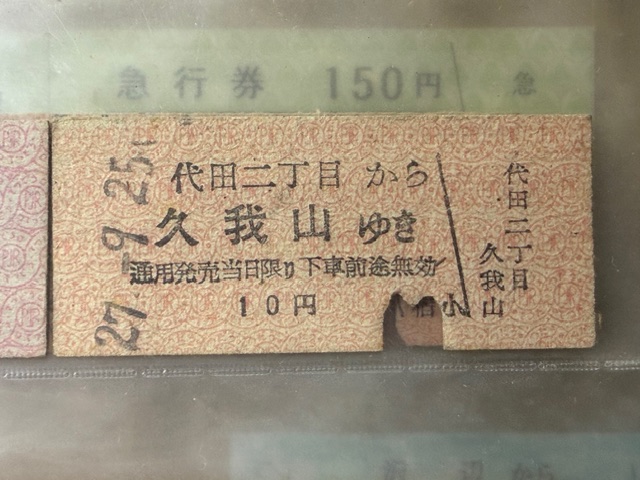 急行券 150円 急
27.-9.25
代田二丁目 から
久我山 ゆき
通用発売当日限り 下車前途無効
10円 小
代田二丁目
久我山